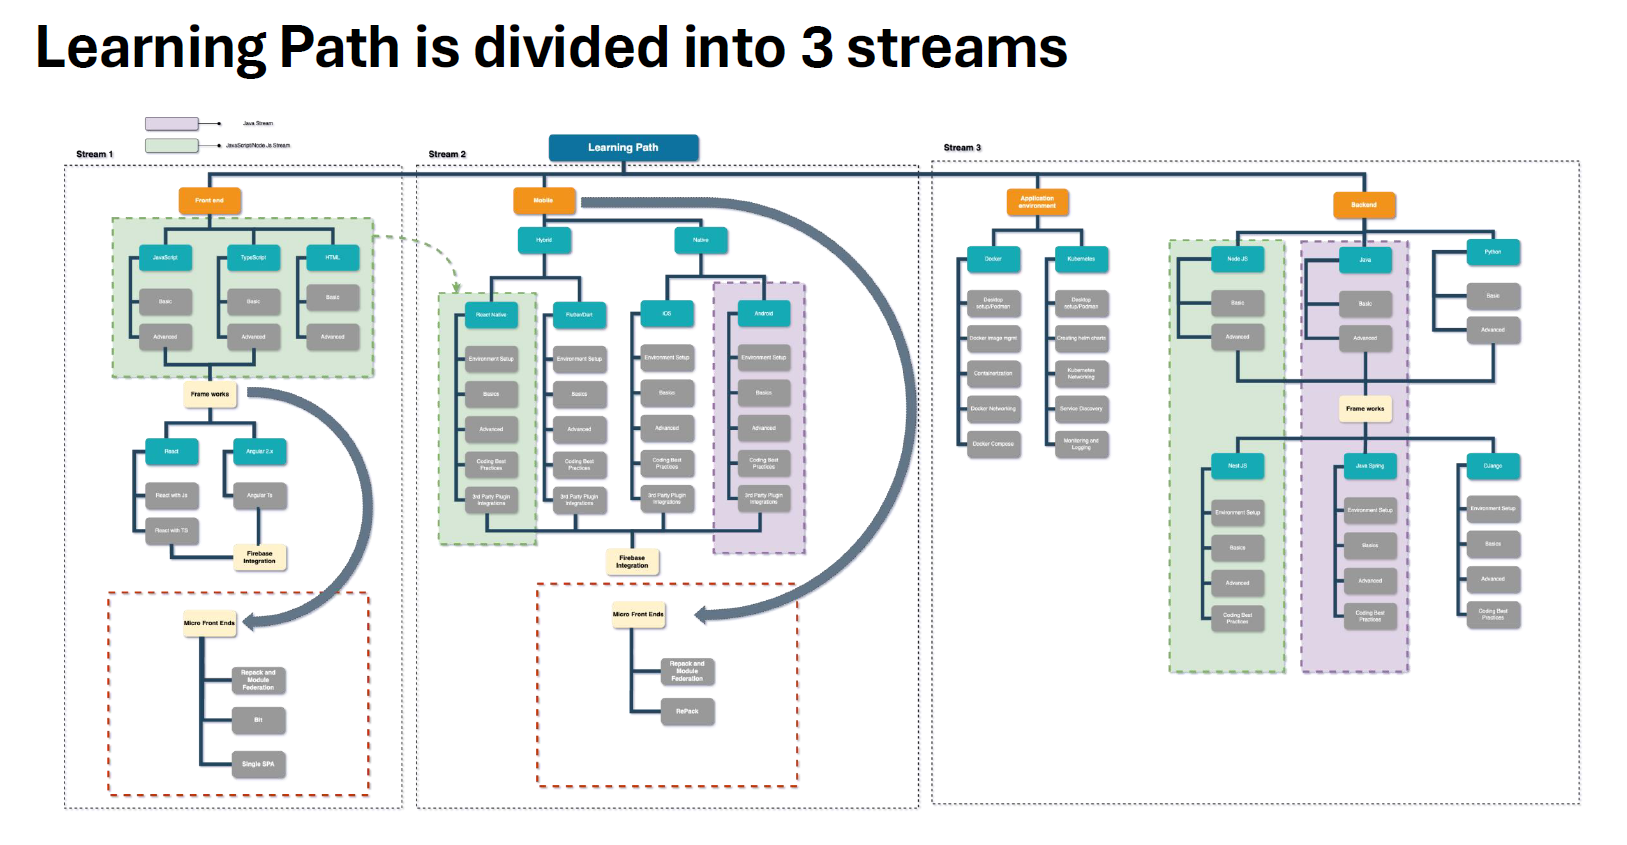 Learning Path is divided into 3 streams
Java Stream
JavaScript/Node.Js Stream
Stream 1
Stream 2
Stream 3
Learning Path
Front end
JavaScript
Basic
Advanced
TypeScript
Basic
Advanced
HTML
Basic
Advanced
Frame works
React
React with Js
React with TS
Angular 2.x
Angular Ts
Firebase
Integration
Micro Front Ends
Repack and
Module
Federation
Bit
Single SPA
Mobile
Hybrid
Native
React Native
Environment Setup
Basics
Advanced
Coding Best
Practices
3rd Party Plugin
Integrations
Flutter/Dart
Environment Setup
Basics
Advanced
Coding Best
Practices
3rd Party Plugin
Integrations
iOS
Environment Setup
Basics
Advanced
Coding Best
Practices
3rd Party Plugin
Integrations
Android
Environment Setup
Basics
Advanced
Coding Best
Practices
3rd Party Plugin
Integrations
Firebase
Integration
Micro Front Ends
Repack and
Module
Federation
RePack
Application
environment
Docker
Desktop
setup/Podman
Docker image mgmt
Containerization
Docker Networking
Docker Compose
Kubernetes
Desktop
setup/Podman
Creating helm charts
Kubernetes
Networking
Service Discovery
Monitoring and
Logging
Backend
Node JS
Basic
Advanced
Java
Basic
Advanced
Python
Basic
Advanced
Frame works
Nest JS
Environment Setup
Basics
Advanced
Coding Best
Practices
Java Spring
Environment Setup
Basics
Advanced
Coding Best
Practices
DJango
Environment Setup
Basics
Advanced
Coding Best
Practices